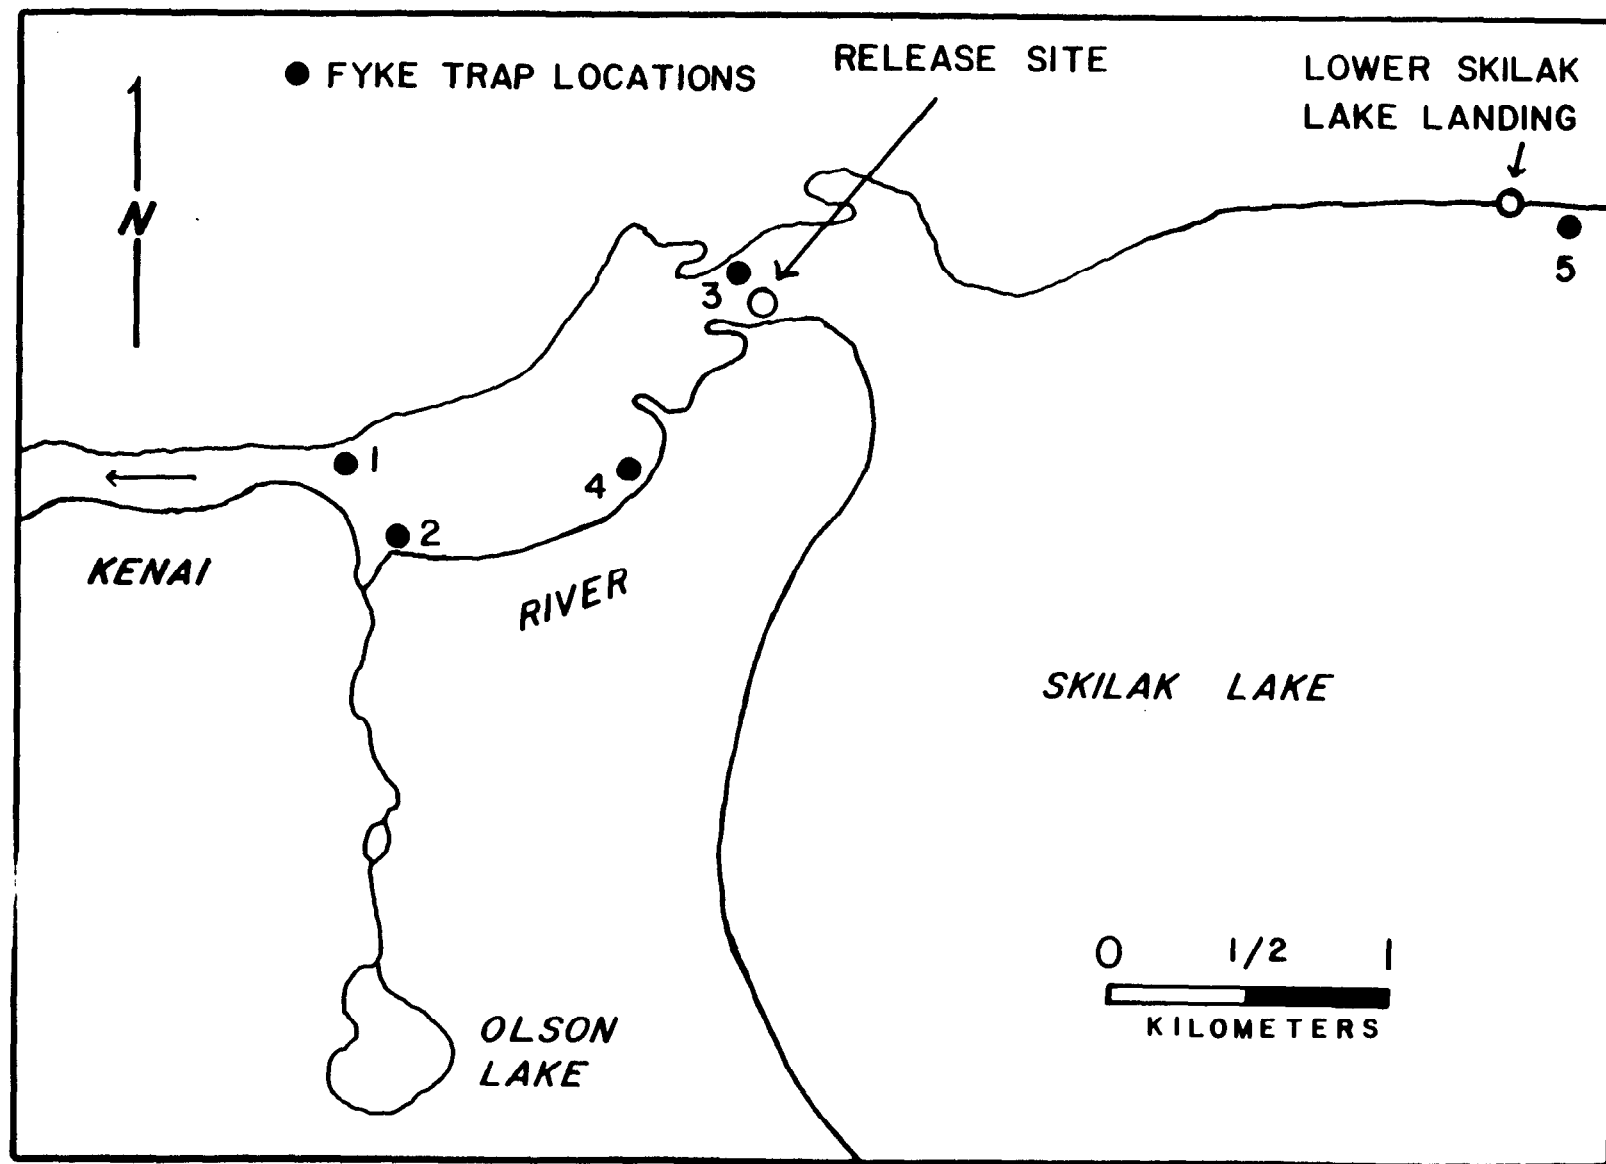 FYKE TRAP LOCATIONS
RELEASE SITE
LOWER SKILAK
LAKE LANDING
N
3
5
1
4
2
KENAI
RIVER
SKILAK LAKE
0 1/2 1
KILOMETERS
OLSON
LAKE